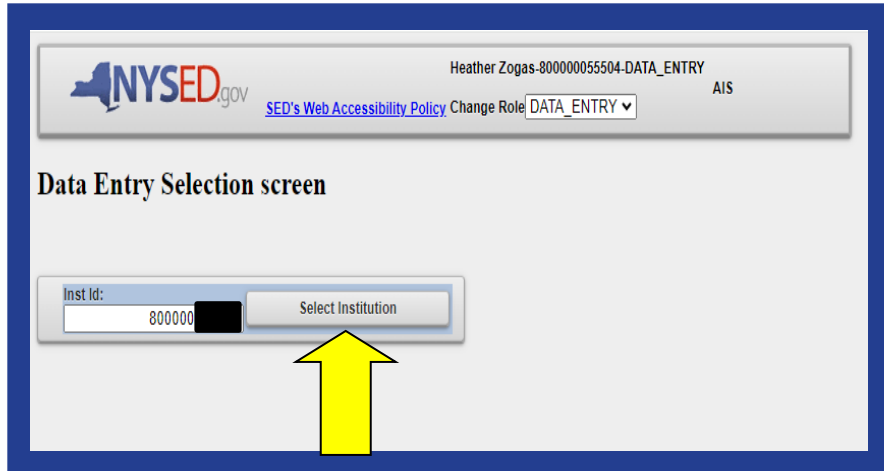 Heather Zogas-800000055504-DATA_ENTRY
NYSED.gov
AIS
SED's Web Accessibility Policy Change Role DATA_ENTRY
Data Entry Selection screen
Inst Id:
800000
Select Institution